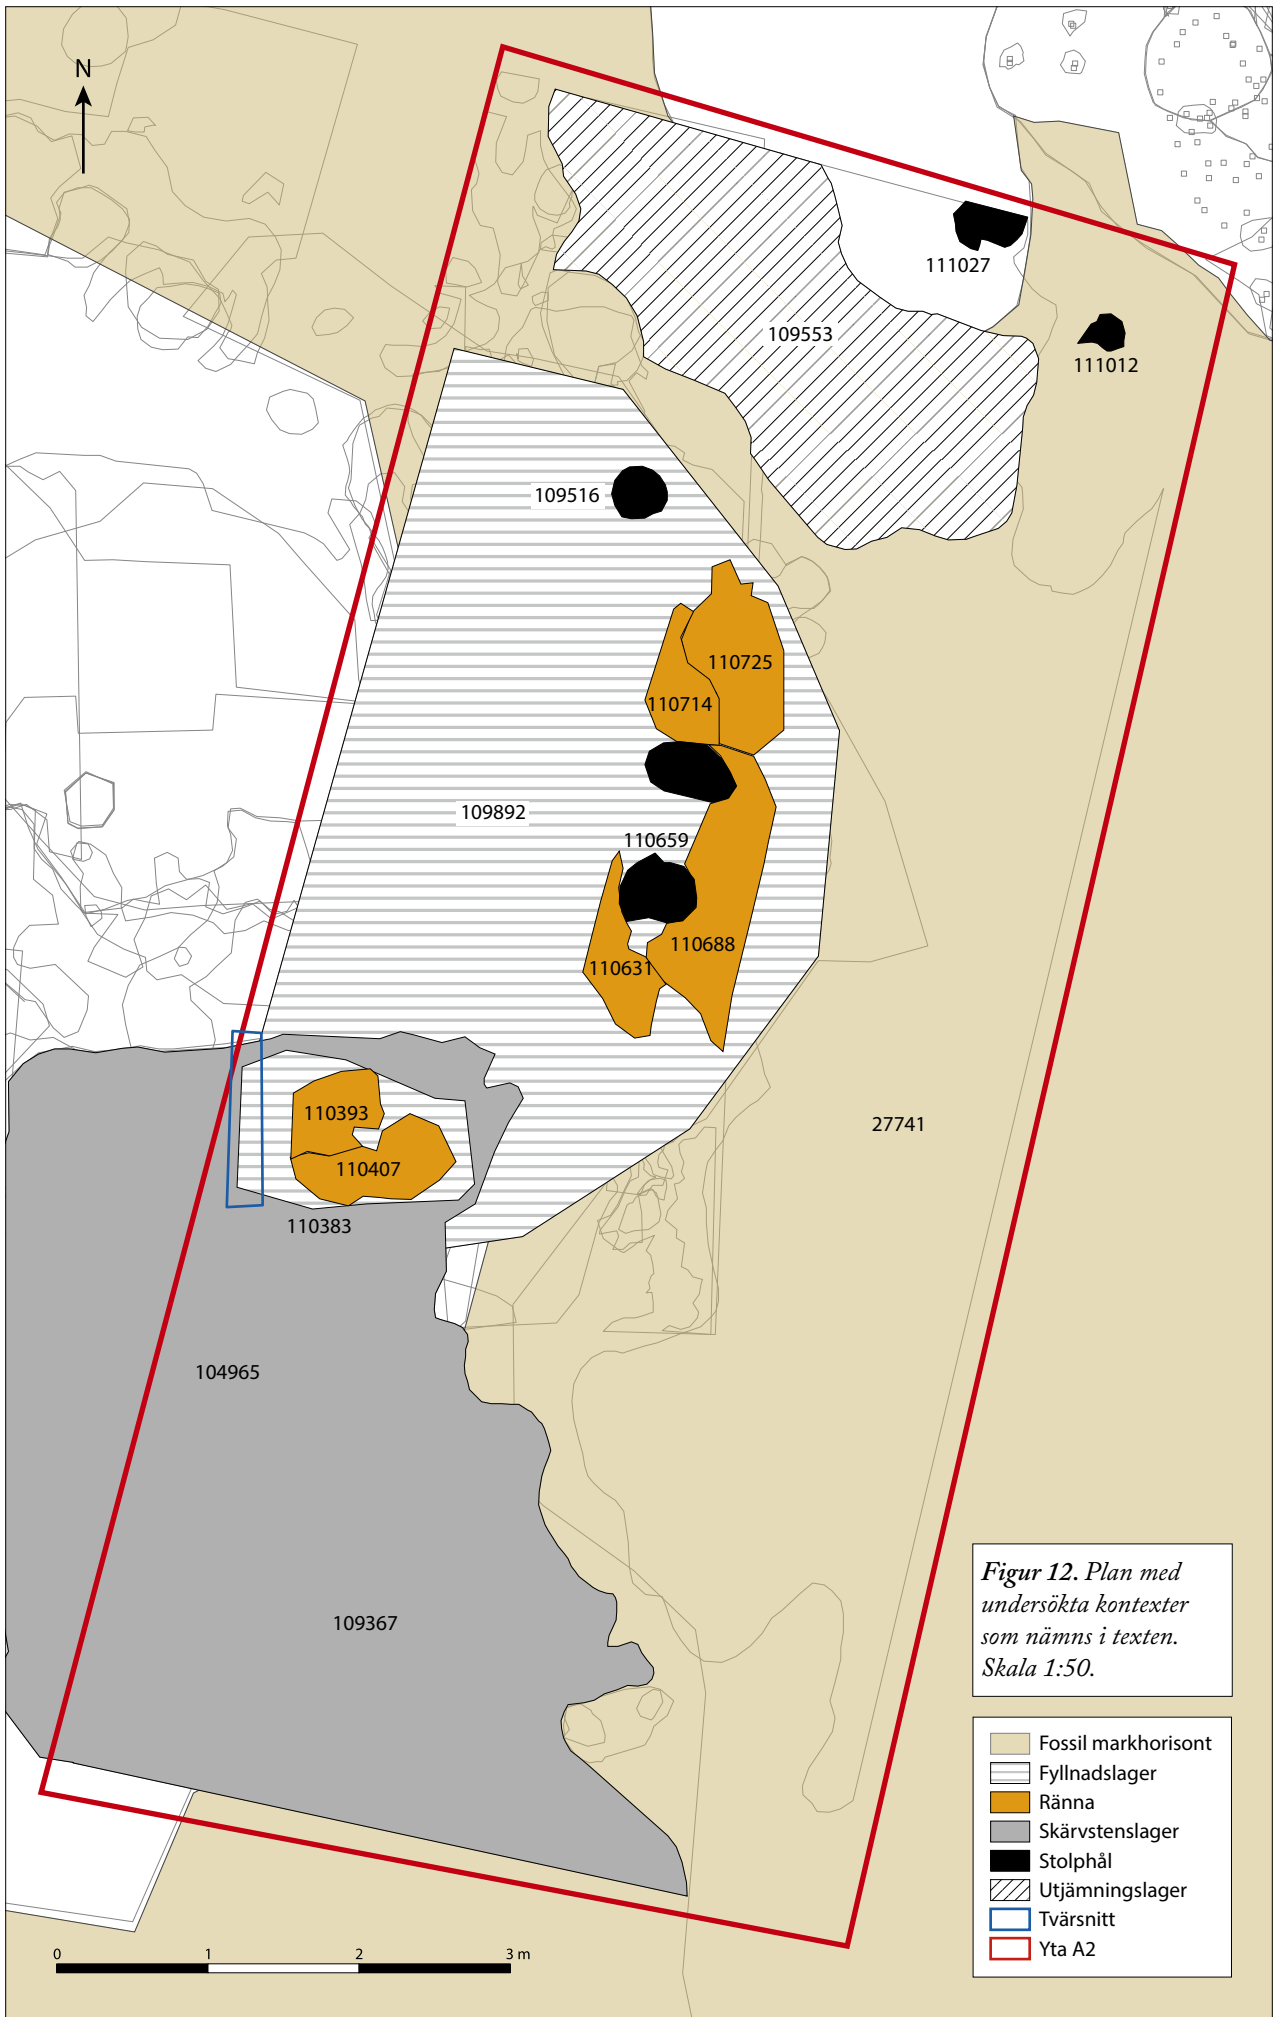 N
111027
109553
111012
109516
110725
110714
109892
110659
110688
110631
110393
27741
110407
110383
104965
109367
Figur 12. Plan med
undersökta kontexter
som nämns i texten.
Skala 1:50.
Fossil markhorisont
Fyllnadslager
Ränna
Skärvstenslager
Stolphål
Utjämningslager
Tvärsnitt
Yta A2
0 1 2 3 m